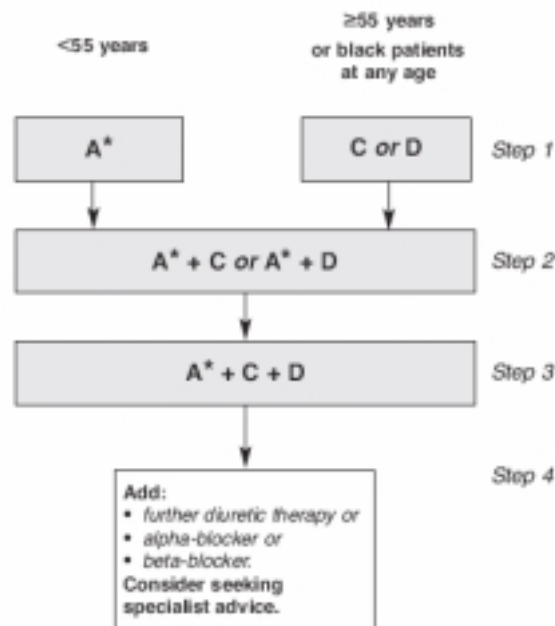 <55 years
≥55 years
or black patients
at any age
A*
C or D
Step 1
A* + C or A* + D
Step 2
A* + C + D
Step 3
Step 4
Add:
• further diuretic therapy or
• alpha-blocker or
• beta-blocker.
Consider seeking
specialist advice.